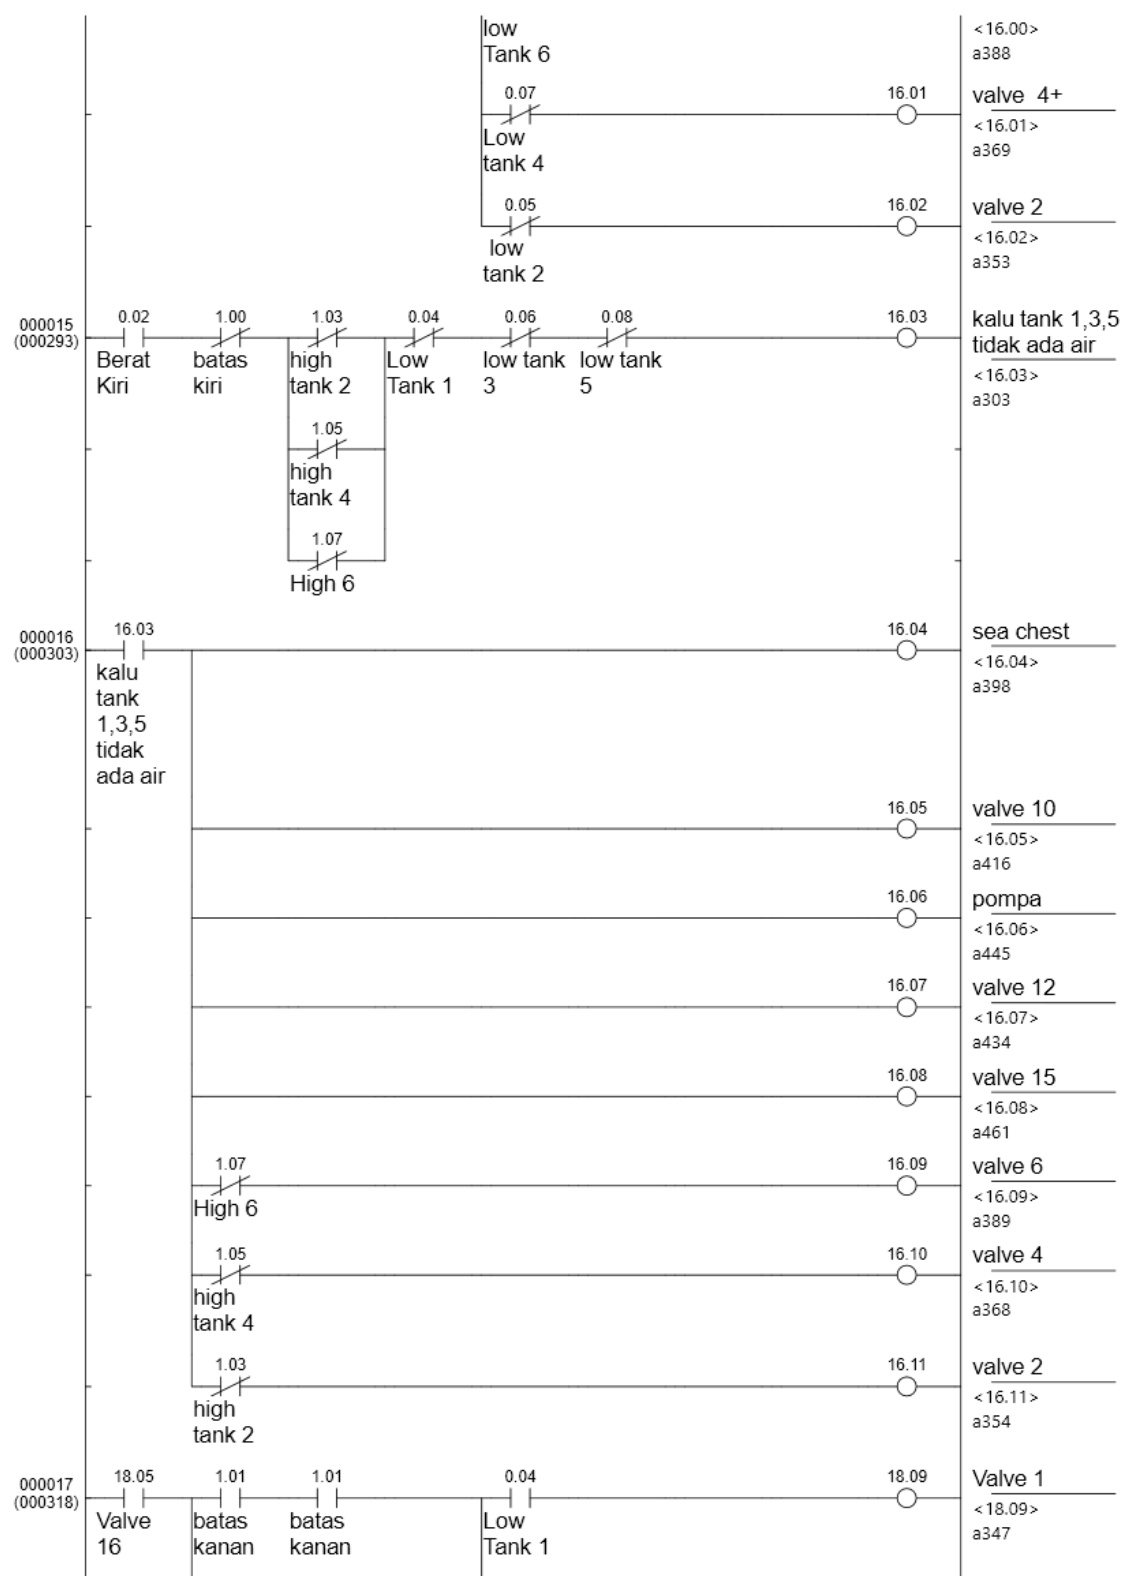 low
Tank 6
<16.00>
a388
0.07
16.01
valve  4+
Low
tank 4
<16.01>
a369
0.05
16.02
valve 2
low
tank 2
<16.02>
a353
000015
(000293)
0.02
1.00
1.03
0.04
0.06
0.08
16.03
kalu tank 1,3,5
tidak ada air
Berat
Kiri
batas
kiri
high
tank 2
Low
Tank 1
low tank
3
low tank
5
<16.03>
a303
1.05
high
tank 4
1.07
High 6
000016
(000303)
16.03
16.04
sea chest
kalu
tank
1,3,5
tidak
ada air
<16.04>
a398
16.05
valve 10
<16.05>
a416
16.06
pompa
<16.06>
a445
16.07
valve 12
<16.07>
a434
16.08
valve 15
<16.08>
a461
1.07
16.09
valve 6
High 6
<16.09>
a389
1.05
16.10
valve 4
high
tank 4
<16.10>
a368
1.03
16.11
valve 2
high
tank 2
<16.11>
a354
000017
(000318)
18.05
1.01
1.01
0.04
18.09
Valve 1
Valve
16
batas
kanan
batas
kanan
Low
Tank 1
<18.09>
a347